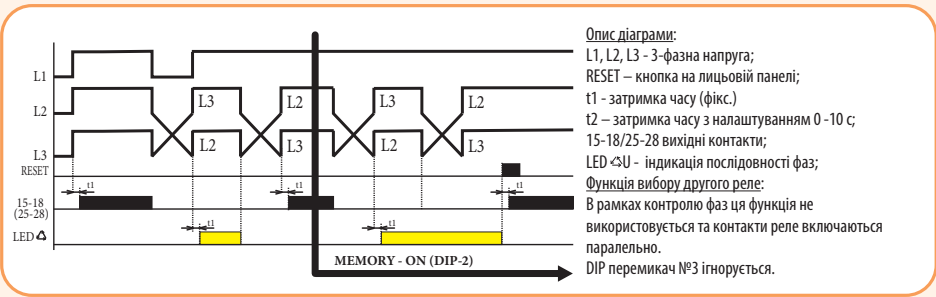 L1
L2
L3
RESET
15-18
(25-28)
LED
L3
L2
L2
L3
L3
L2
L2
L3
t1
t1
t1
t1
t1
MEMORY - ON (DIP-2)
Опис діаграми:
L1, L2, L3 - 3-фазна напруга;
RESET – кнопка на лицьовій панелі;
t1 - затримка часу (фікс.)
t2 – затримка часу з налаштуванням 0 -10 с;
15-18/25-28 вихідні контакти;
LED U - індикація послідовності фаз;
Функція вибору другого реле:
В рамках контролю фаз ця функція не
використовується та контакти реле включаються
паралельно.
DIP перемикач №3 ігнорується.